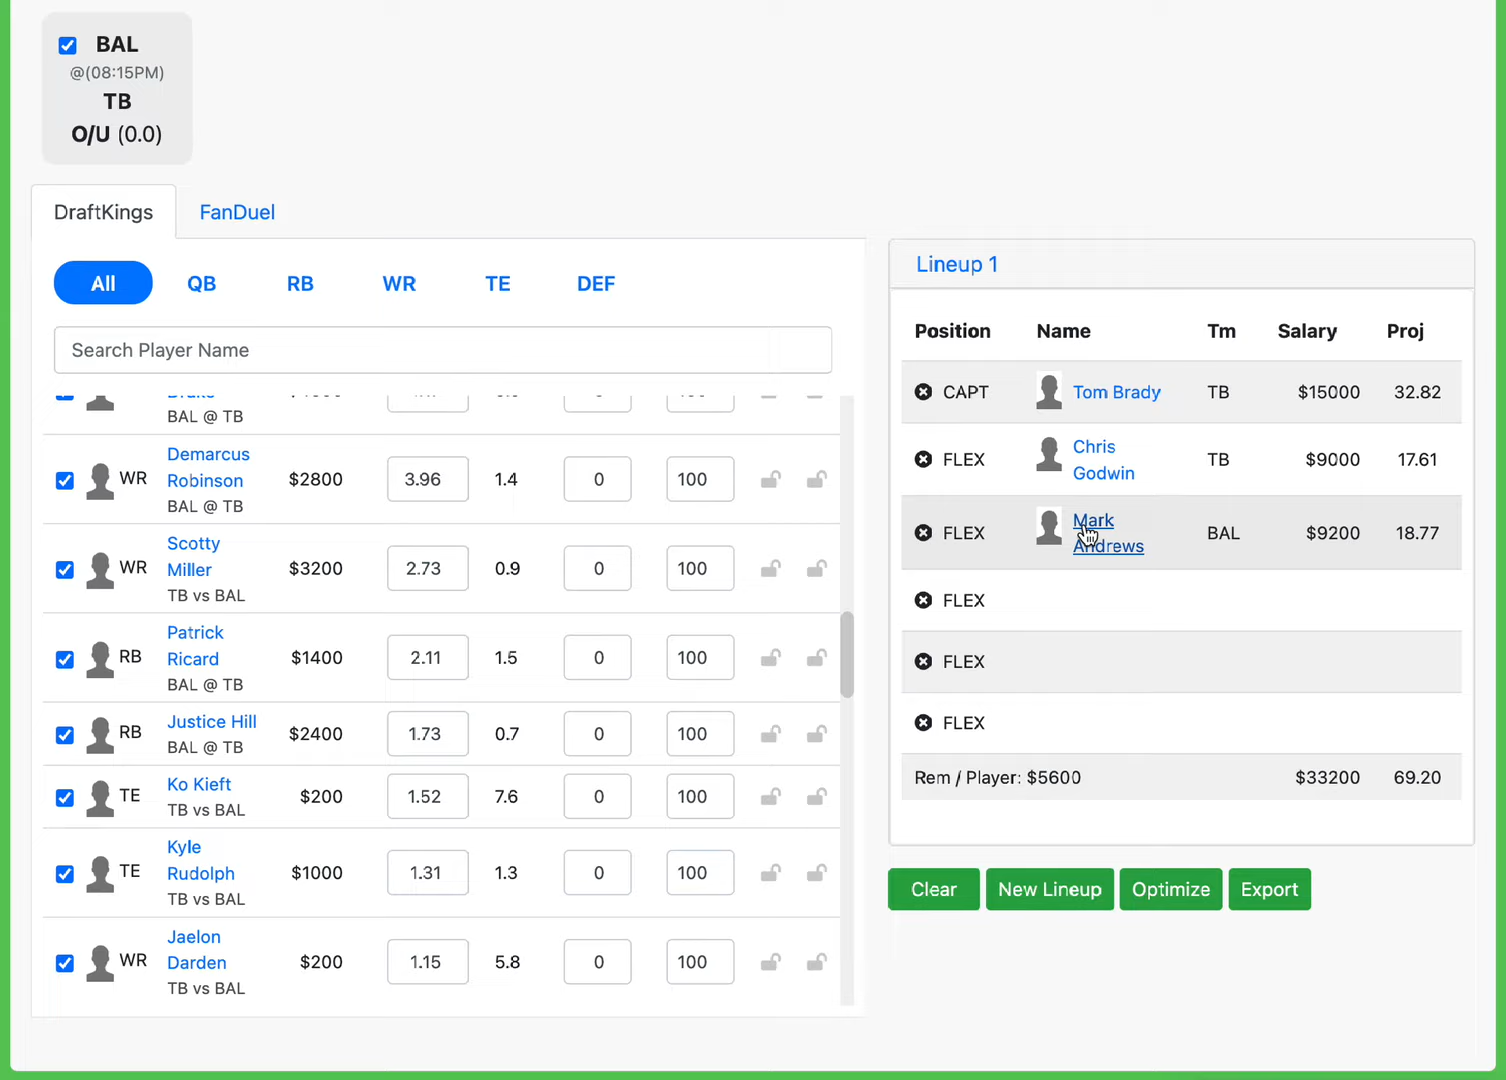 BAL
@(08:15PM)
TB
O/U (0.0)
DraftKings FanDuel
All QB RB WR TE DEF
Search Player Name
BAL @ TB
WR Demarcus Robinson $2800 3.96 1.4 0 100
BAL @ TB
WR Scotty Miller $3200 2.73 0.9 0 100
TB vs BAL
RB Patrick Ricard $1400 2.11 1.5 0 100
BAL @ TB
RB Justice Hill $2400 1.73 0.7 0 100
BAL @ TB
TE Ko Kieft $200 1.52 7.6 0 100
TB vs BAL
TE Kyle Rudolph $1000 1.31 1.3 0 100
TB vs BAL
WR Jaelon Darden $200 1.15 5.8 0 100
TB vs BAL
Lineup 1
Position Name Tm Salary Proj
CAPT Tom Brady TB $15000 32.82
FLEX Chris Godwin TB $9000 17.61
FLEX Mark Andrews BAL $9200 18.77
FLEX
FLEX
FLEX
Rem / Player: $5600 $33200 69.20
Clear New Lineup Optimize Export